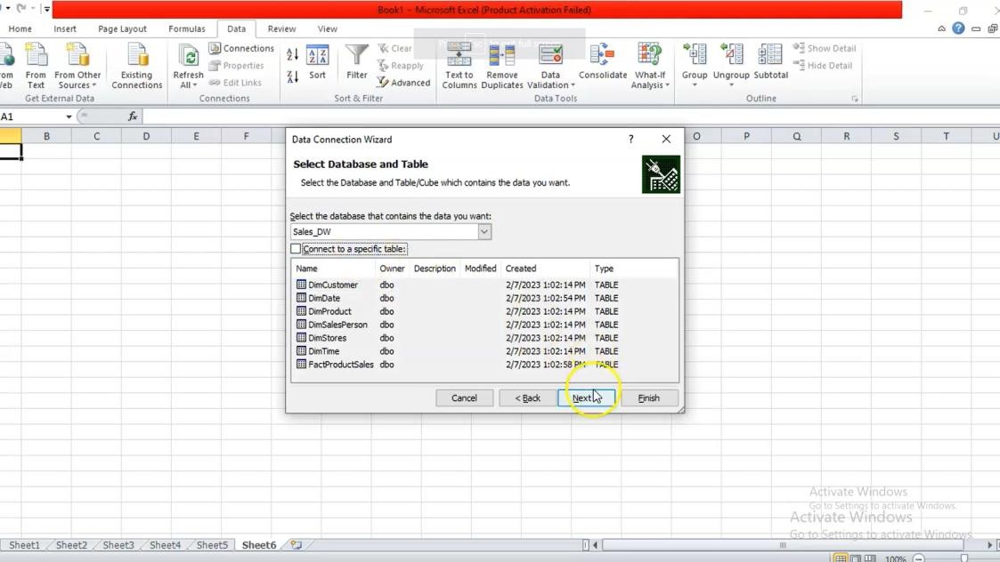 Book1 - Microsoft Excel (Product Activation Failed)
Home Insert Page Layout Formulas Data Review View
From Text
From Other Sources
Existing Connections
Get External Data
Refresh All
Connections
Properties
Edit Links
Connections
Sort
Filter
Clear
Reapply
Advanced
Sort & Filter
Text to Columns
Remove Duplicates
Data Validation
Consolidate
What-If Analysis
Data Tools
Group
Ungroup
Subtotal
Show Detail
Hide Detail
Outline
A1 fx
B C D E F O P Q R S T U
Data Connection Wizard ?
Select Database and Table
Select the Database and Table/Cube which contains the data you want.
Select the database that contains the data you want:
Sales_DW
Connect to a specific table:
Name Owner Description Modified Created Type
DimCustomer dbo 2/7/2023 1:02:14 PM TABLE
DimDate dbo 2/7/2023 1:02:54 PM TABLE
DimProduct dbo 2/7/2023 1:02:14 PM TABLE
DimSalesPerson dbo 2/7/2023 1:02:14 PM TABLE
DimStores dbo 2/7/2023 1:02:14 PM TABLE
DimTime dbo 2/7/2023 1:02:14 PM TABLE
FactProductSales dbo 2/7/2023 1:02:58 PM TABLE
Cancel < Back Next Finish
Activate Windows
Go to Settings to activate Windows.
Activate Windows
Go to Settings to activate Windows.
Sheet1 Sheet2 Sheet3 Sheet4 Sheet5 Sheet6
100%